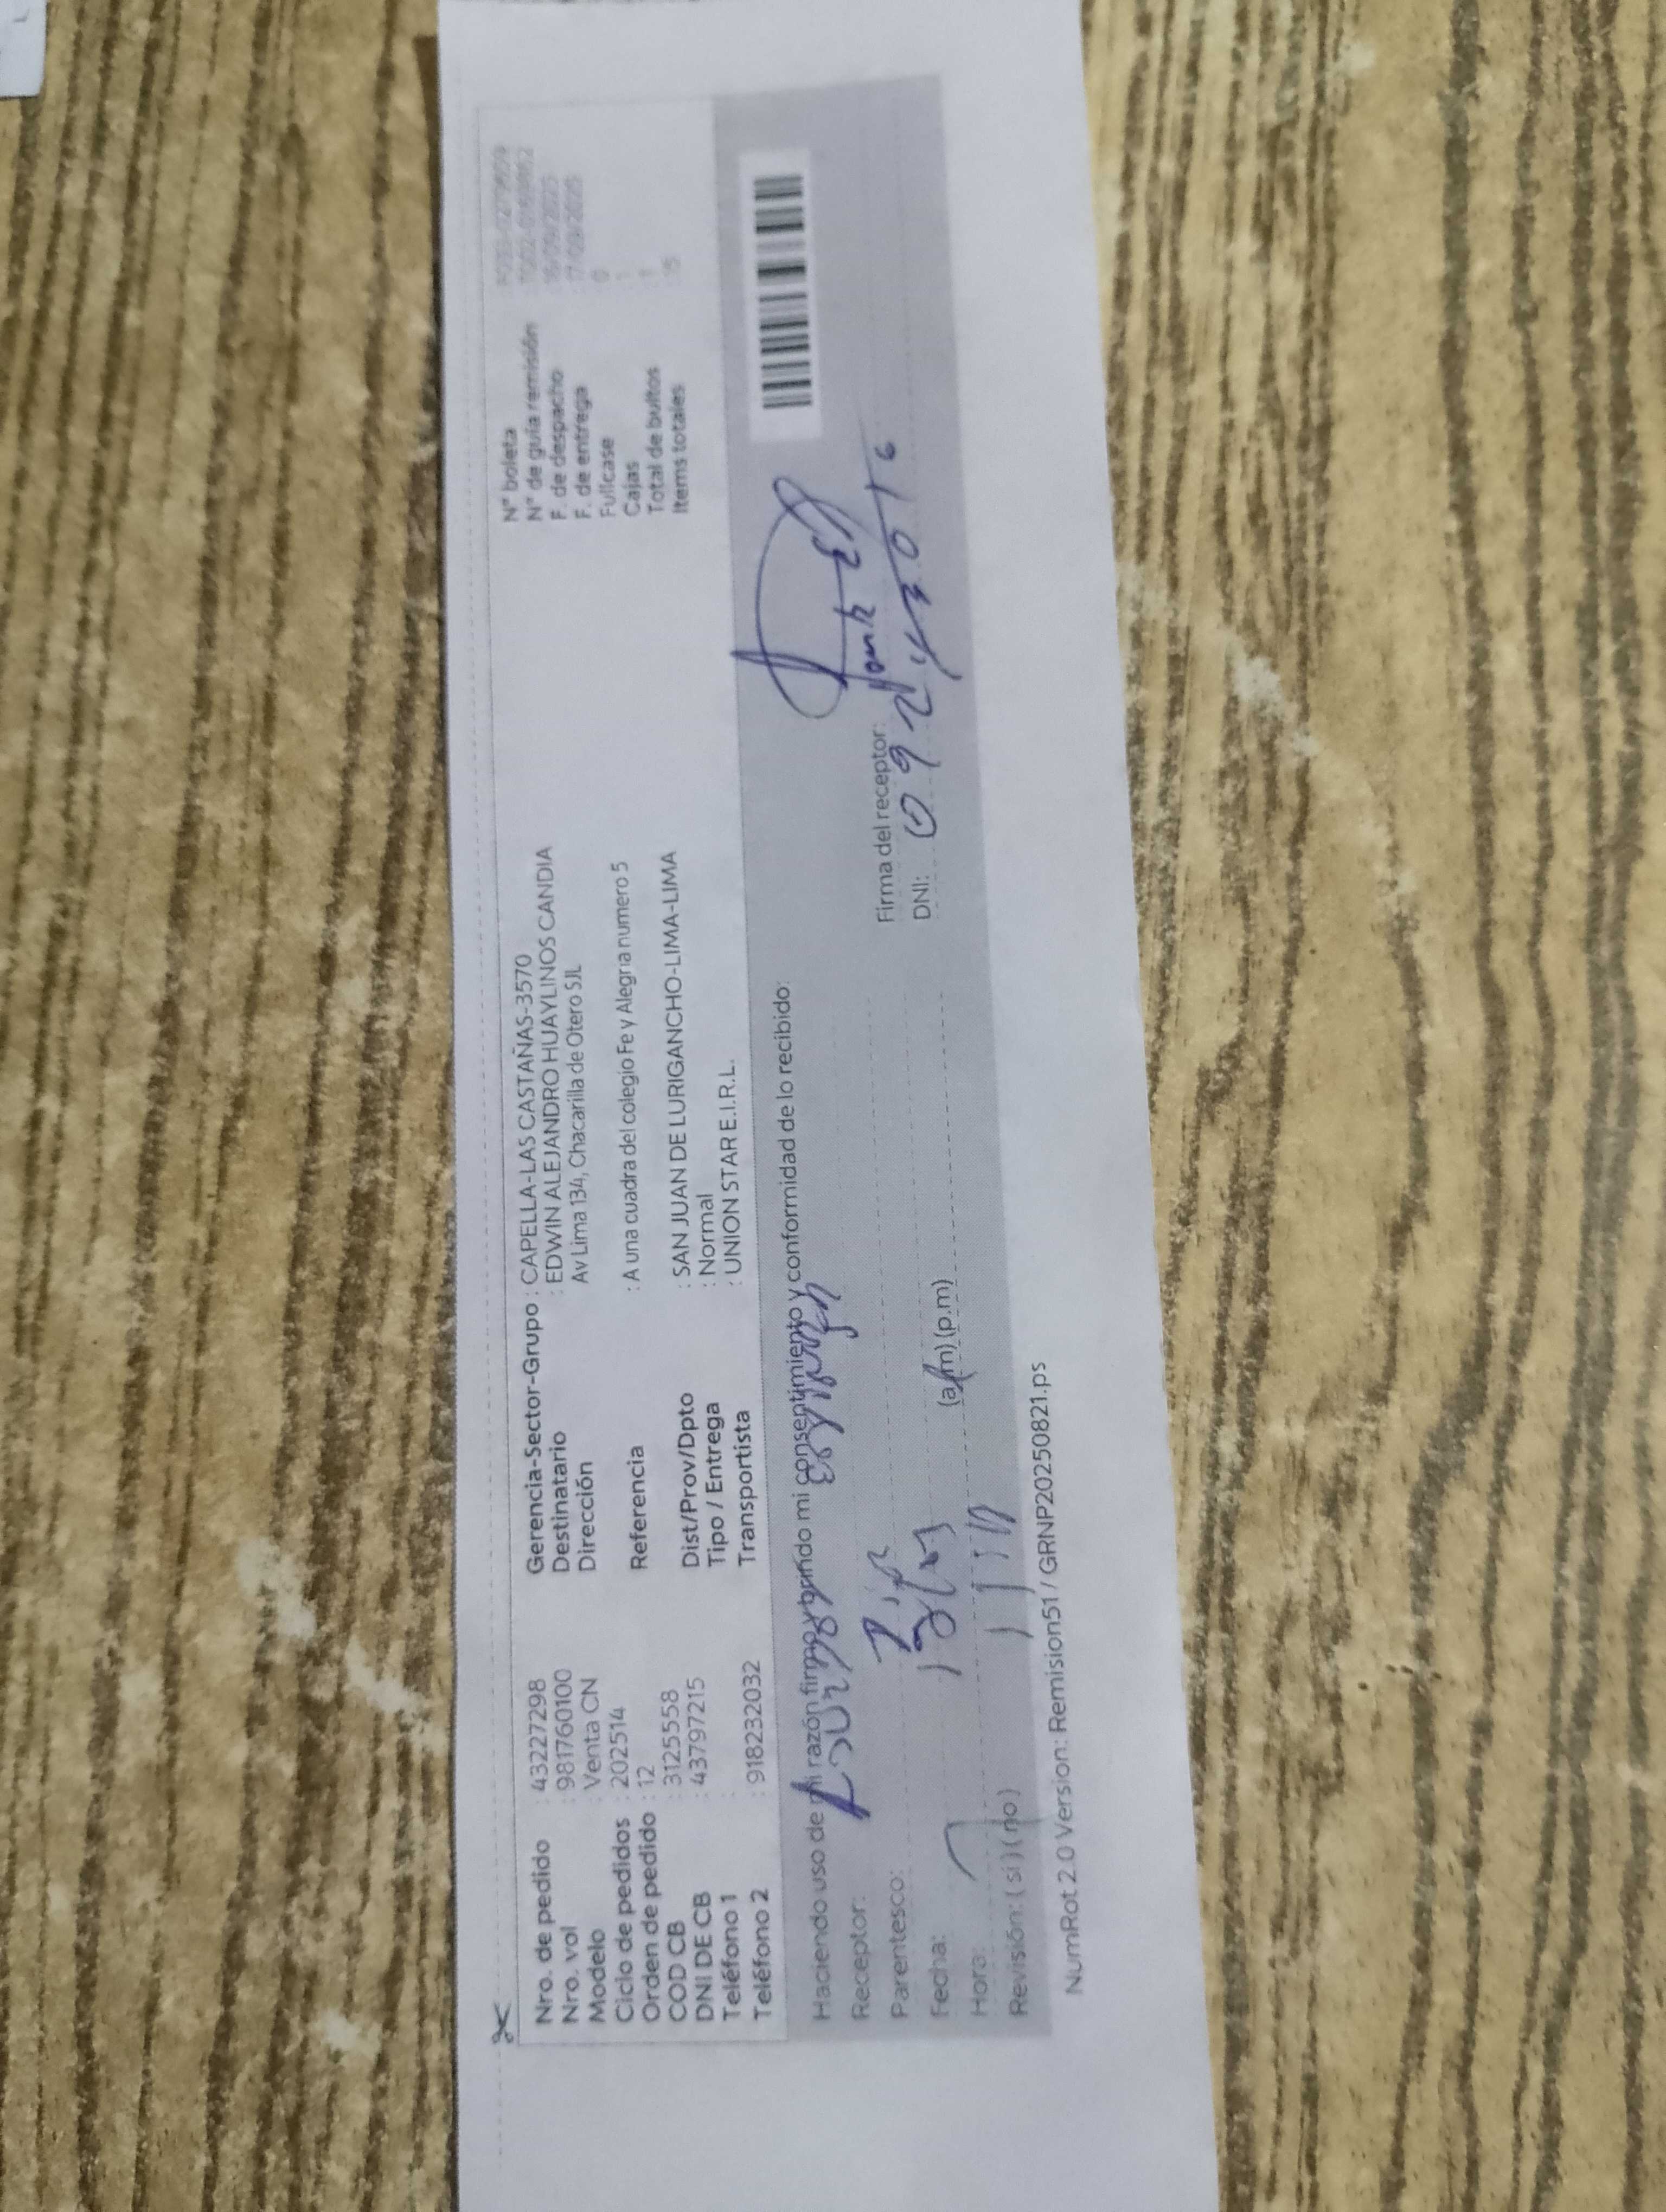 Nro. de pedido : 43227298
Nro. vol : 981760100
Modelo : Venta CN
Ciclo de pedidos : 202514
Orden de pedido : 12
COD CB : 3125558
DNI DE CB : 43797215
Teléfono 1 :
Teléfono 2 : 918232032
Gerencia-Sector-Grupo : CAPELLA-LAS CASTAÑAS-3570
Destinatario : EDWIN ALEJANDRO HUAYLINOS CANDIA
Dirección Av Lima 134, Chacarilla de Otero SJL
Referencia : A una cuadra del colegio Fe y Alegria numero 5
Dist/Prov/Dpto : SAN JUAN DE LURIGANCHO-LIMA-LIMA
Tipo / Entrega : Normal
Transportista : UNION STAR E.I.R.L.
N° boleta
N° de guía remisión
F. de despacho
F. de entrega
Fullcase 0
Cajas 1
Total de bultos 1
Items totales 15
Haciendo uso de mi razón firmo y brindo mi consentimiento y conformidad de lo recibido:
Receptor:
Parentesco:
Fecha:
Hora: (a.m) (p.m)
Revisión: ( si ) ( no )
Firma del receptor:
DNI:
NumRot 2.0 Version: Remision51 / GRNP20250821.ps